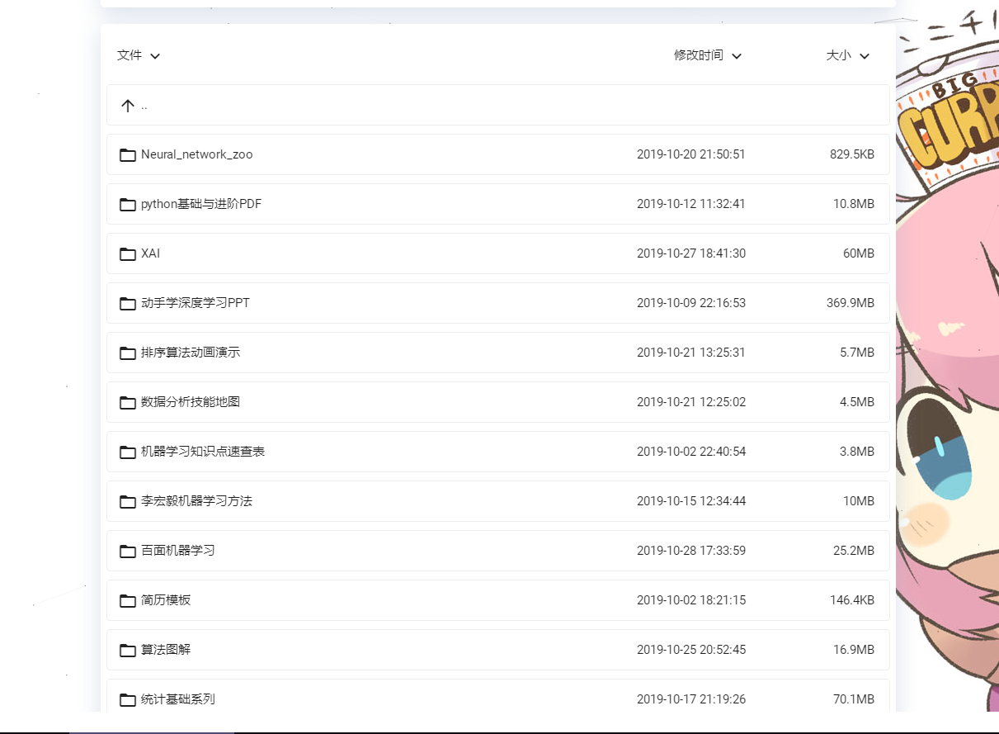 文件 修改时间 大小
..
Neural_network_zoo 2019-10-20 21:50:51 829.5KB
python基础与进阶PDF 2019-10-12 11:32:41 10.8MB
XAI 2019-10-27 18:41:30 60MB
动手学深度学习PPT 2019-10-09 22:16:53 369.9MB
排序算法动画演示 2019-10-21 13:25:31 5.7MB
数据分析技能地图 2019-10-21 12:25:02 4.5MB
机器学习知识点速查表 2019-10-02 22:40:54 3.8MB
李宏毅机器学习方法 2019-10-15 12:34:44 10MB
百面机器学习 2019-10-28 17:33:59 25.2MB
简历模板 2019-10-02 18:21:15 146.4KB
算法图解 2019-10-25 20:52:45 16.9MB
统计基础系列 2019-10-17 21:19:26 70.1MB
BIG